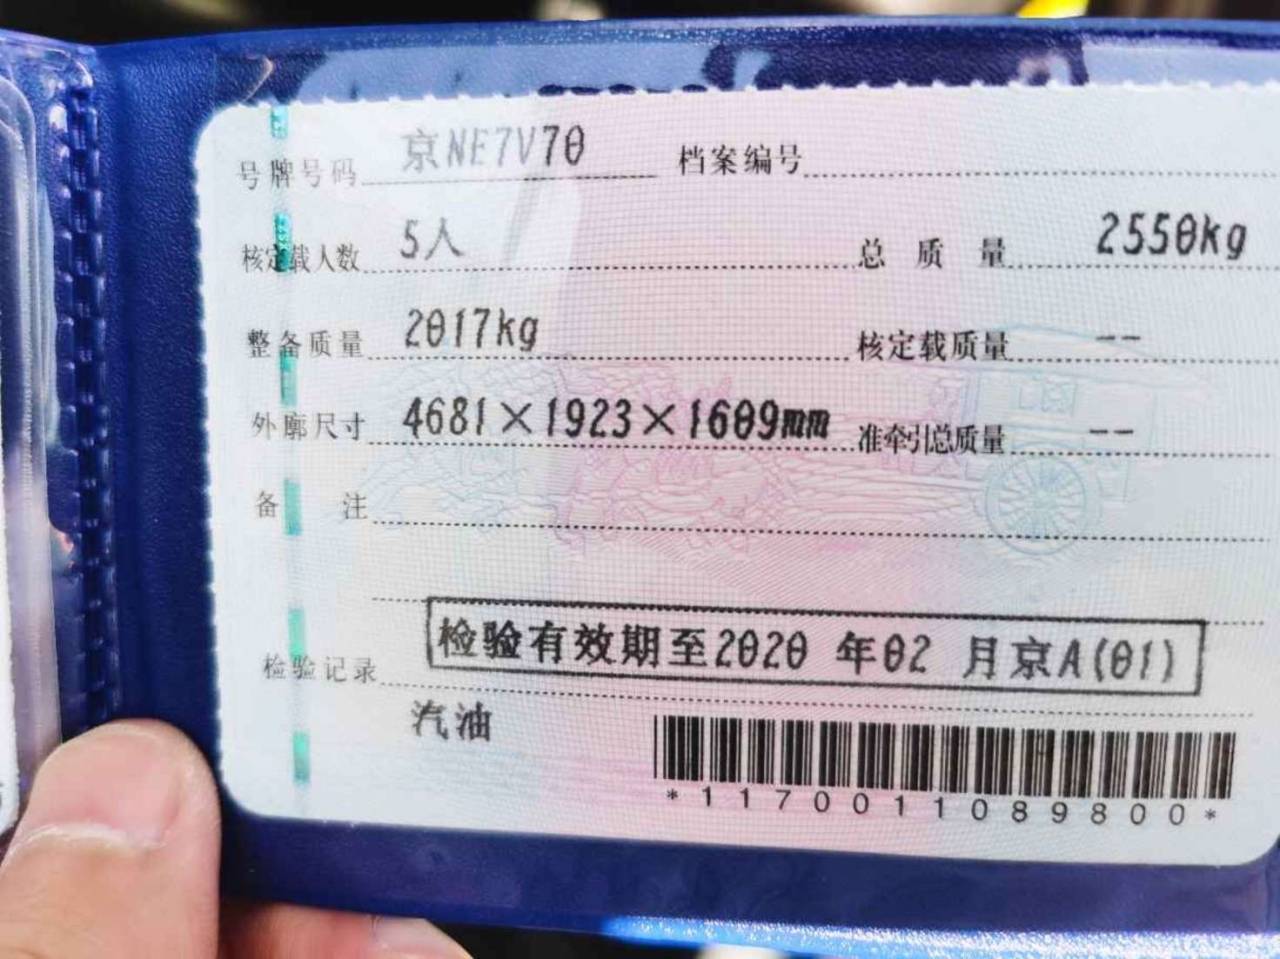 号牌号码 京NE7V70 档案编号
核定载人数 5人 总质量 2550kg
整备质量 2017kg 核定载质量 --
外廓尺寸 4681×1923×1609mm 准牵引总质量 --
备注
检验记录 检验有效期至2020年02月京A(01)
汽油
*1170011089800*